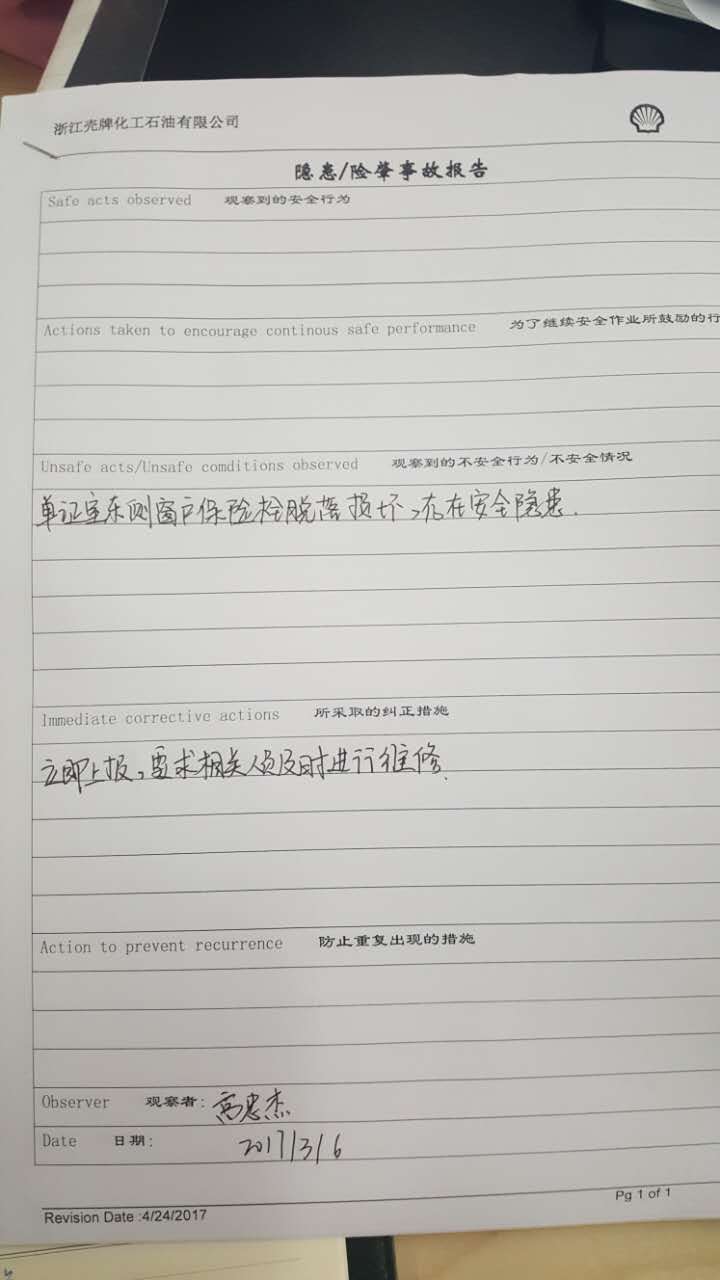 浙江壳牌化工石油有限公司
隐患/险肇事故报告
Safe acts observed 观察到的安全行为
Actions taken to encourage continous safe performance 为了继续安全作业所鼓励的行
Unsafe acts/Unsafe comditions observed 观察到的不安全行为/不安全情况
单证室东侧窗户保险栓脱落损坏,存在安全隐患.
Immediate corrective actions 所采取的纠正措施
立即上报,要求相关人员及时进行维修.
Action to prevent recurrence 防止重复出现的措施
Observer 观察者: 高忠杰
Date 日期: 2017/3/6
Pg 1 of 1
Revision Date :4/24/2017